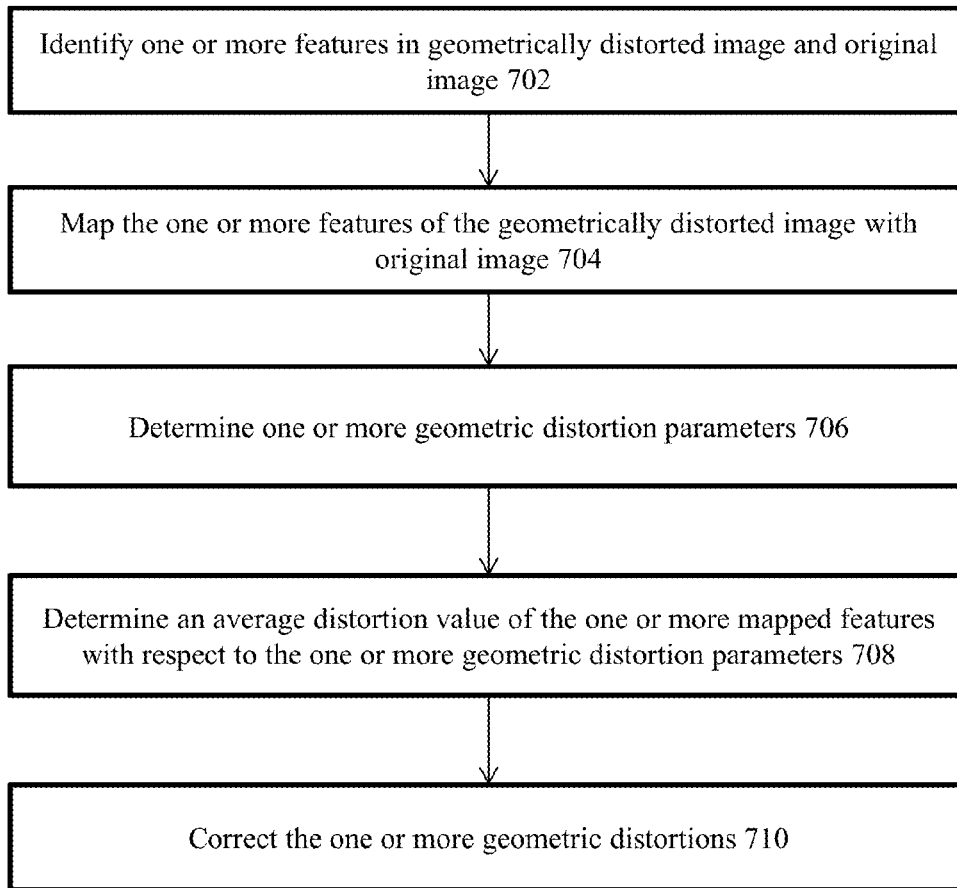 Identify one or more features in geometrically distorted image and original
image 702
Map the one or more features of the geometrically distorted image with
original image 704
Determine one or more geometric distortion parameters 706
Determine an average distortion value of the one or more mapped features
with respect to the one or more geometric distortion parameters 708
Correct the one or more geometric distortions 710